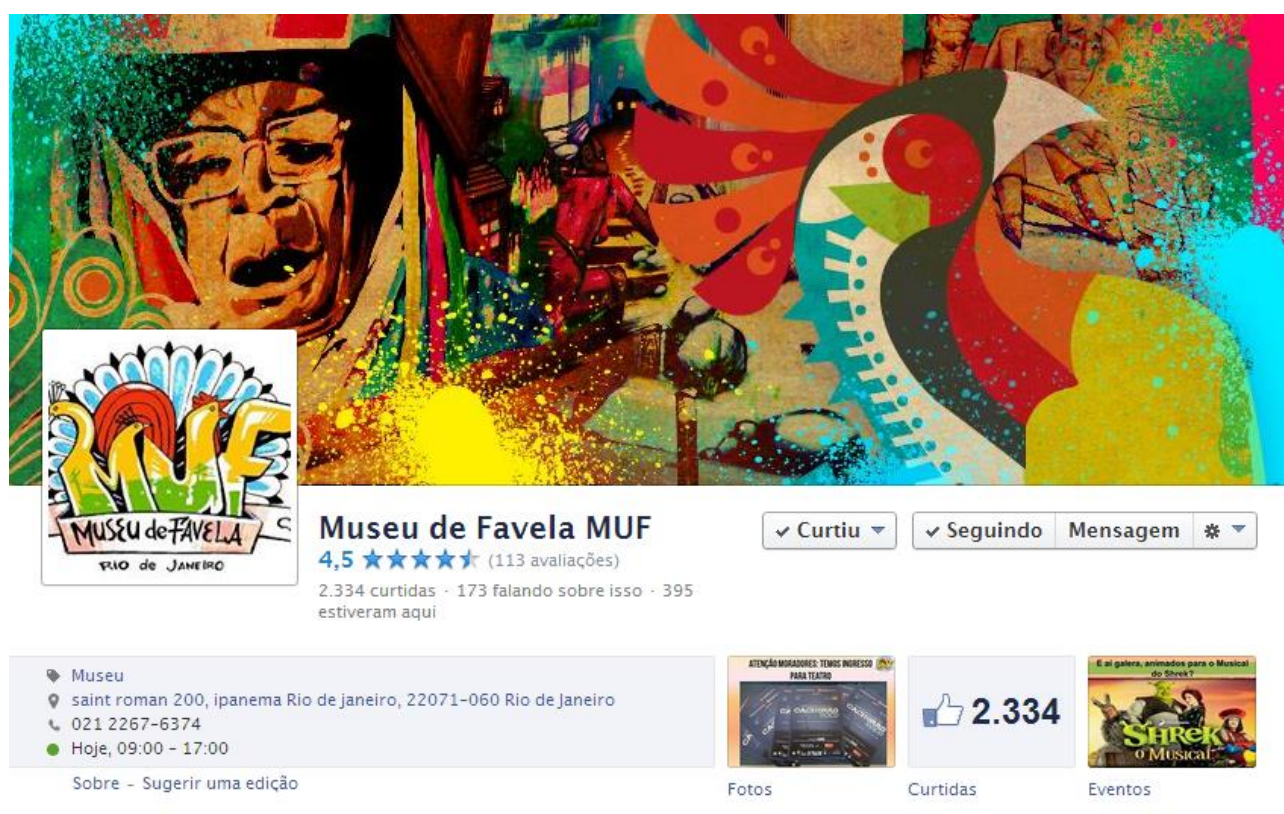 MUF
MUSEU de FAVELA
RIO de JANEIRO
Museu de Favela MUF
4,5 (113 avaliações)
2.334 curtidas · 173 falando sobre isso · 395
estiveram aqui
Curtiu
Seguindo
Mensagem
Museu
saint roman 200, ipanema Rio de janeiro, 22071-060 Rio de Janeiro
021 2267-6374
Hoje, 09:00 - 17:00
Sobre - Sugerir uma edição
ATENÇÃO MORADORES: TEMOS INGRESSO
PARA TEATRO
Fotos
2.334
Curtidas
E ai galera, animados para o Musical
do Shrek?
SHREK
o Musical
Eventos